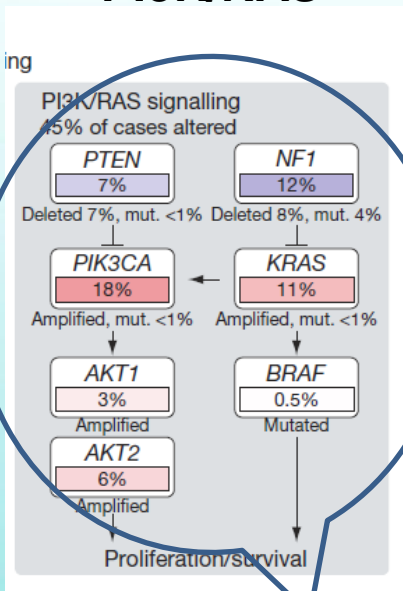 ing
PI3K/RAS signalling
45% of cases altered
PTEN NF1
7% 12%
Deleted 7%, mut. <1% Deleted 8%, mut. 4%
PIK3CA KRAS
18% 11%
Amplified, mut. <1% Amplified, mut. <1%
AKT1 BRAF
3% 0.5%
Amplified Mutated
AKT2
6%
Amplified
Proliferation/survival